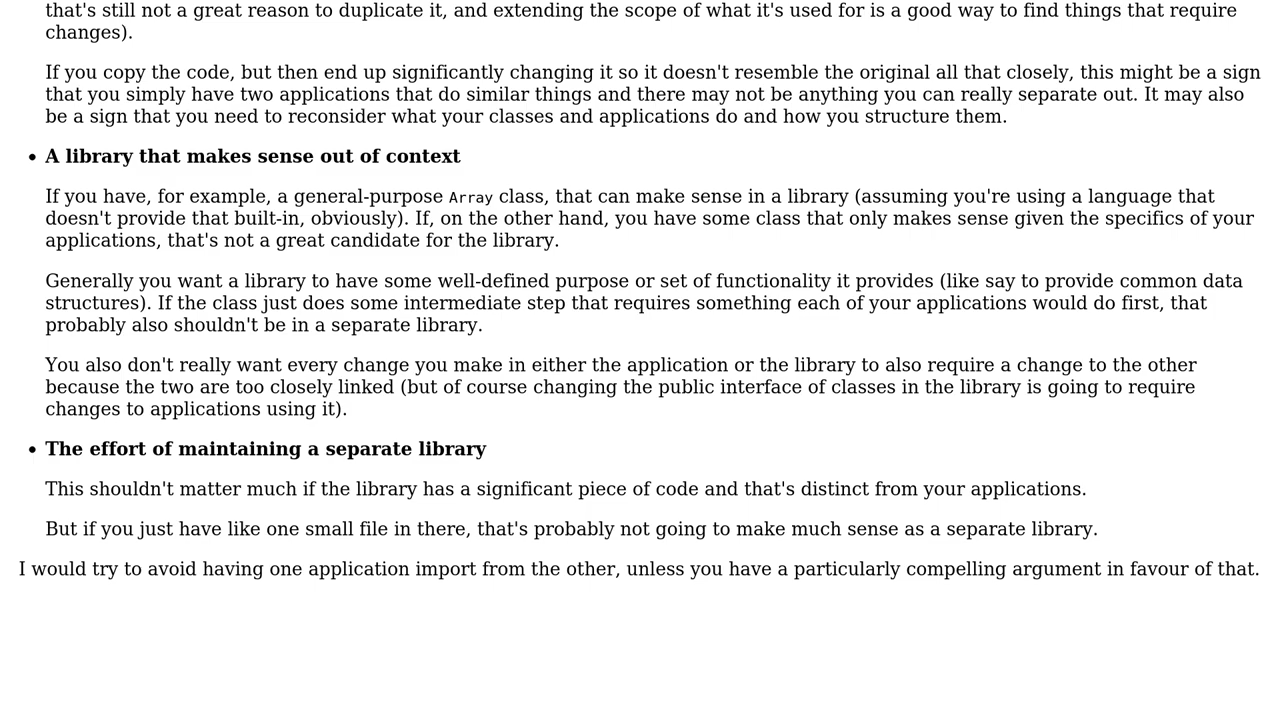 that's still not a great reason to duplicate it, and extending the scope of what it's used for is a good way to find things that require
changes).
If you copy the code, but then end up significantly changing it so it doesn't resemble the original all that closely, this might be a sign
that you simply have two applications that do similar things and there may not be anything you can really separate out. It may also
be a sign that you need to reconsider what your classes and applications do and how you structure them.
• A library that makes sense out of context
If you have, for example, a general-purpose Array class, that can make sense in a library (assuming you're using a language that
doesn't provide that built-in, obviously). If, on the other hand, you have some class that only makes sense given the specifics of your
applications, that's not a great candidate for the library.
Generally you want a library to have some well-defined purpose or set of functionality it provides (like say to provide common data
structures). If the class just does some intermediate step that requires something each of your applications would do first, that
probably also shouldn't be in a separate library.
You also don't really want every change you make in either the application or the library to also require a change to the other
because the two are too closely linked (but of course changing the public interface of classes in the library is going to require
changes to applications using it).
• The effort of maintaining a separate library
This shouldn't matter much if the library has a significant piece of code and that's distinct from your applications.
But if you just have like one small file in there, that's probably not going to make much sense as a separate library.
I would try to avoid having one application import from the other, unless you have a particularly compelling argument in favour of that.